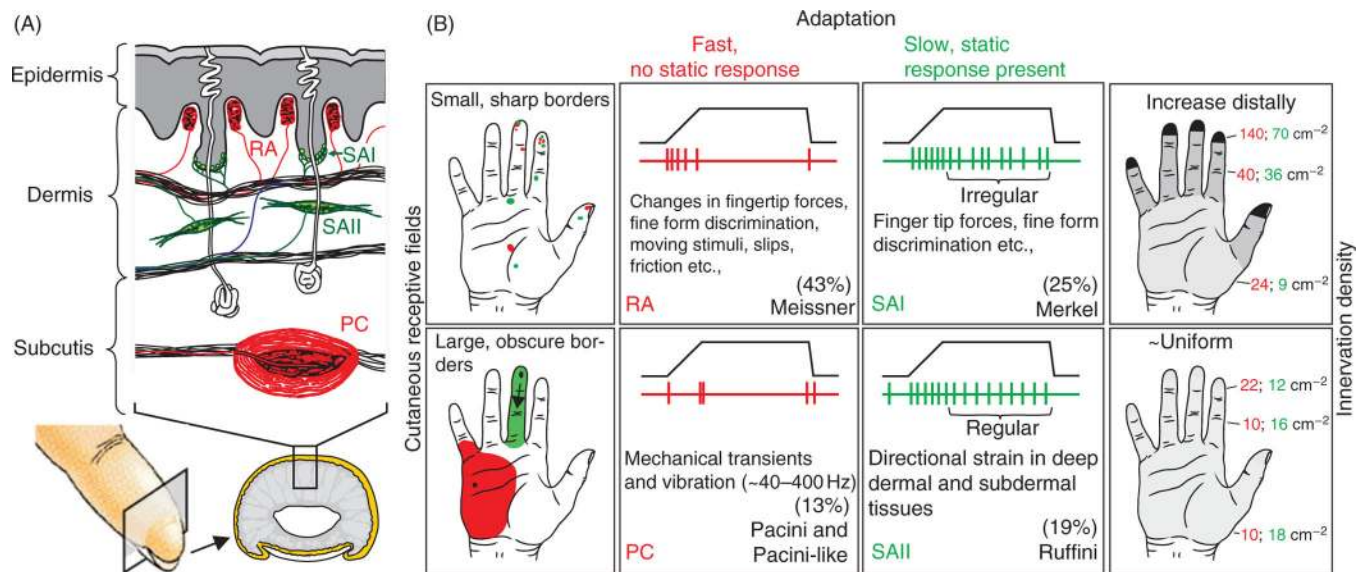 (A)
Epidermis
Dermis
Subcutis
RA
SAI
SAII
PC
(B)
Adaptation
Fast,
no static response
Slow, static
response present
Cutaneous receptive fields
Small, sharp borders
Changes in fingertip forces,
fine form discrimination,
moving stimuli, slips,
friction etc.,
(43%)
RA
Meissner
Irregular
Finger tip forces, fine form
discrimination etc.,
(25%)
SAI
Merkel
Increase distally
140; 70 cm⁻²
40; 36 cm⁻²
24; 9 cm⁻²
Large, obscure bor-
ders
Mechanical transients
and vibration (~40–400 Hz)
(13%)
Pacini and
PC
Pacini-like
Regular
Directional strain in deep
dermal and subdermal
tissues
(19%)
SAII
Ruffini
~Uniform
22; 12 cm⁻²
10; 16 cm⁻²
10; 18 cm⁻²
Innervation density